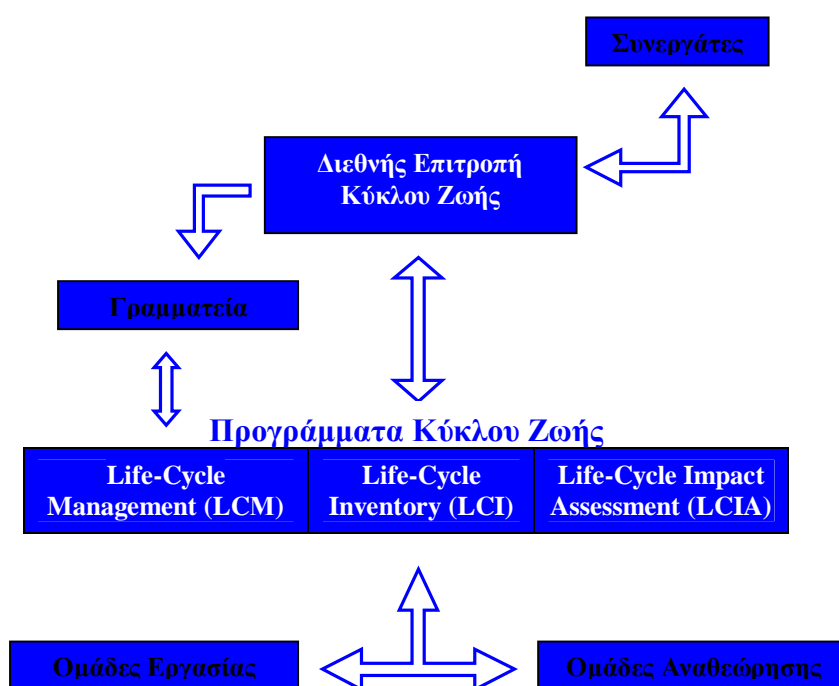 Συνεργάτες
Διεθνής Επιτροπή
Κύκλου Ζωής
Γραμματεία
Προγράμματα Κύκλου Ζωής
Life-Cycle
Management (LCM)
Life-Cycle
Inventory (LCI)
Life-Cycle Impact
Assessment (LCIA)
Ομάδες Εργασίας
Ομάδες Αναθεώρησης